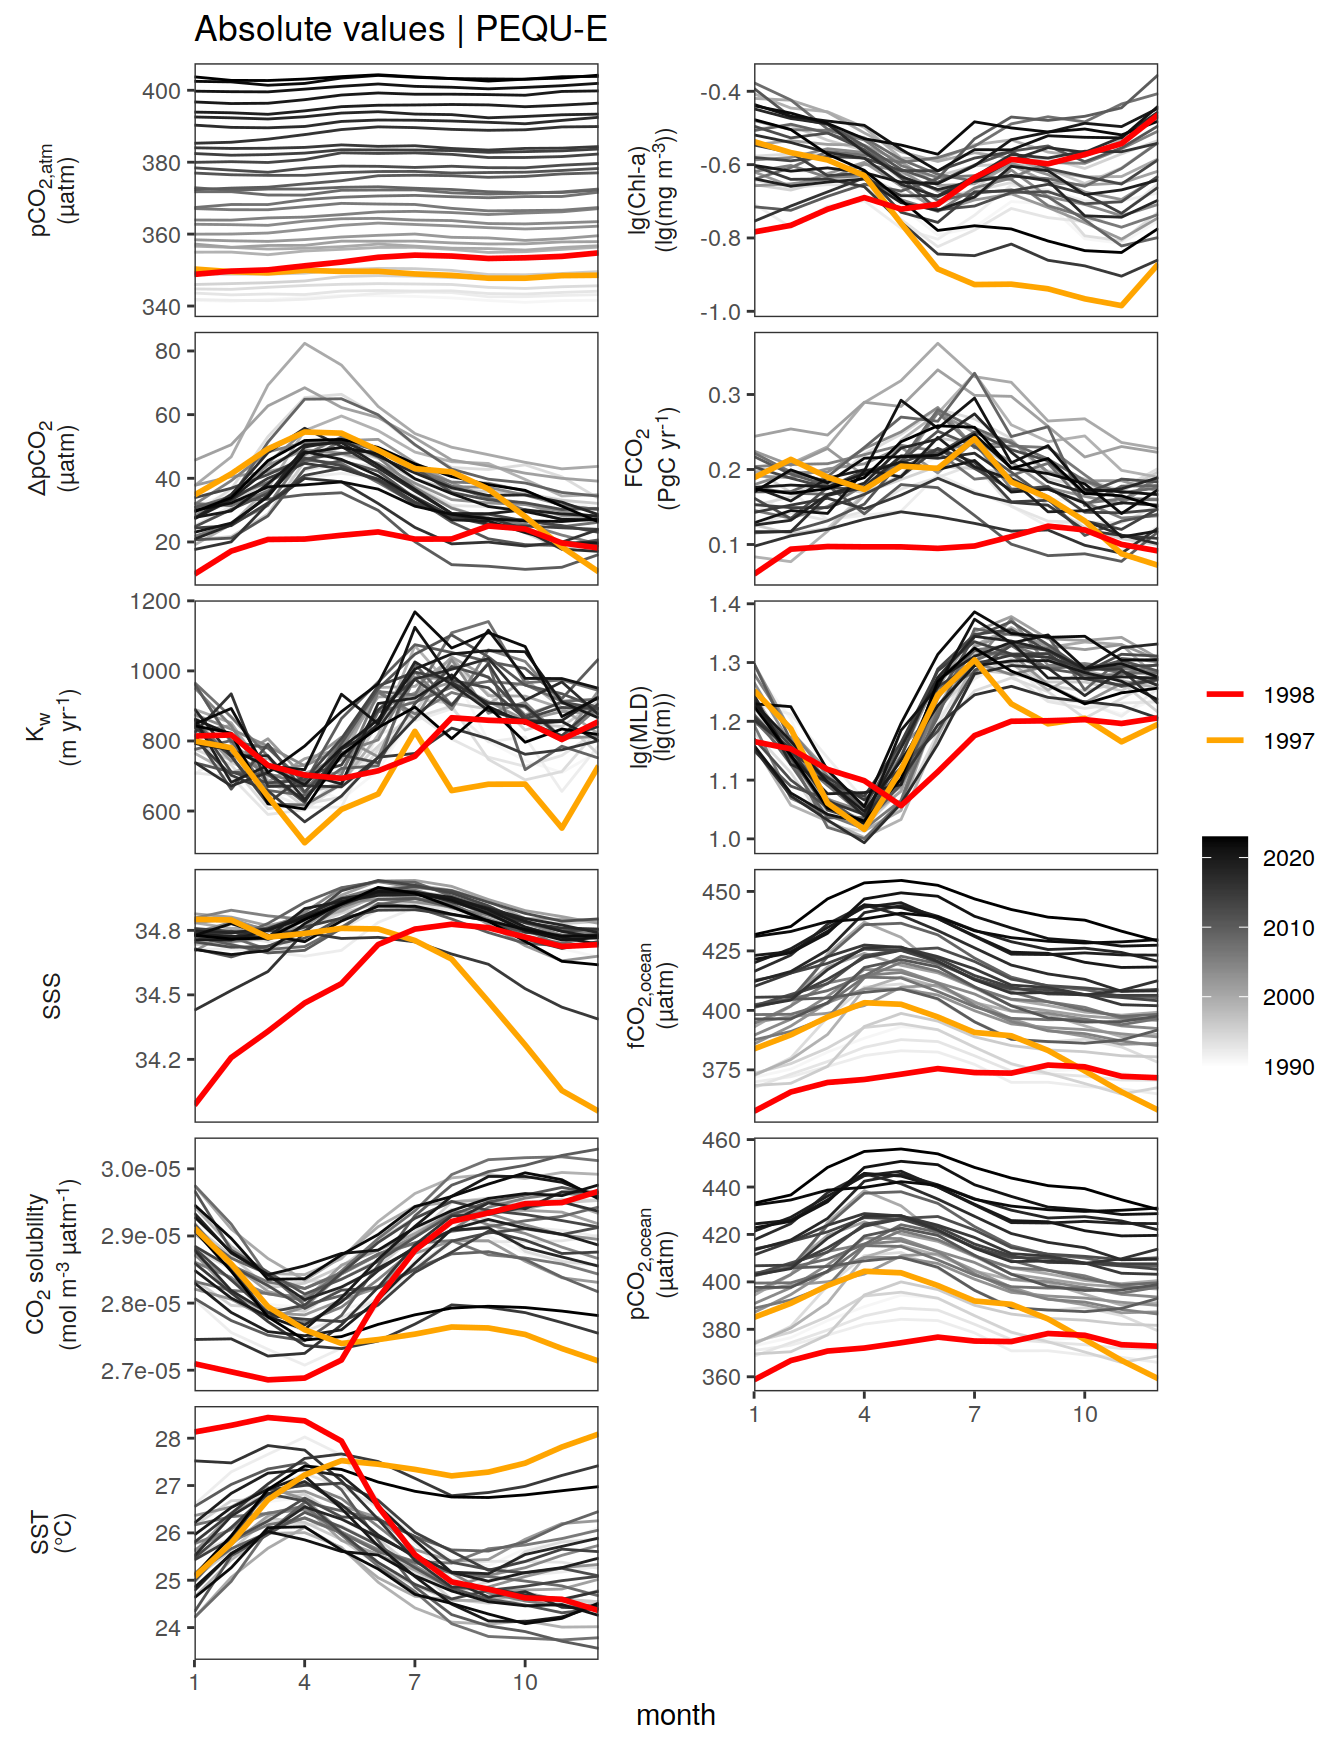 Absolute values | PEQU-E
pCO2,atm
(µatm)
400
380
360
340
lg(Chl-a)
(lg(mg m-3))
-0.4
-0.6
-0.8
-1.0
ΔpCO2
(µatm)
80
60
40
20
FCO2
(PgC yr-1)
0.3
0.2
0.1
Kw
(m yr-1)
1200
1000
800
600
lg(MLD)
(lg(m))
1.4
1.3
1.2
1.1
1.0
1998
1997
SSS
34.8
34.5
34.2
fCO2,ocean
(µatm)
450
425
400
375
2020
2010
2000
1990
CO2 solubility
(mol m-3 µatm-1)
3.0e-05
2.9e-05
2.8e-05
2.7e-05
pCO2,ocean
(µatm)
460
440
420
400
380
360
1 4 7 10
SST
(°C)
28
27
26
25
24
1 4 7 10
month